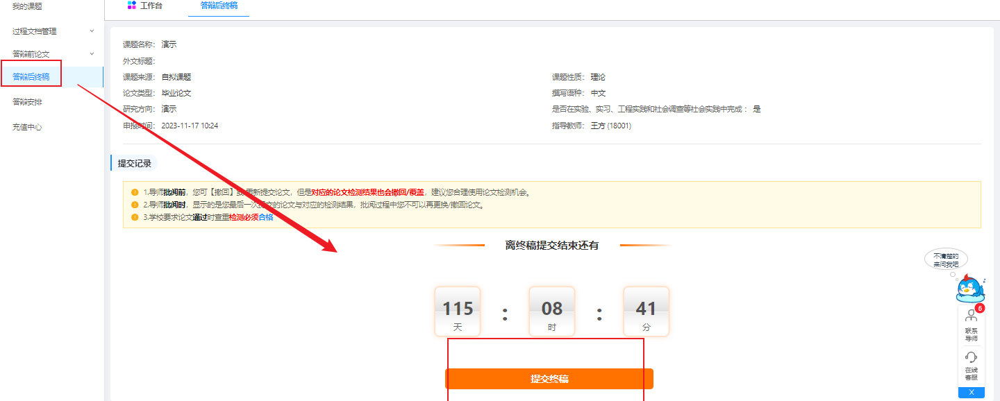 我的课题
过程文档管理
答辩前论文
答辩后终稿
答辩安排
充值中心
工作台
答辩后终稿
课题名称： 演示
外文标题：
课题来源： 自拟课题
课题性质： 理论
论文类型： 毕业论文
撰写语种： 中文
研究方向： 演示
是否在实验、实习、工程实践和社会调查等社会实践中完成： 是
申报时间： 2023-11-17 10:24
指导教师： 王方 (18001)
提交记录
1.导师批阅前，您可【撤回】或 重新提交论文，但是对应的论文检测结果也会撤回/覆盖，建议您合理使用论文检测机会。
2.导师批阅时，显示的是您最后一次提交的论文与对应的检测结果，批阅过程中您不可以再更换/撤回论文。
3.学校要求论文通过时查重检测必须合格
离终稿提交结束还有
115 : 08 : 41
天 时 分
提交终稿
不清楚的
来问我吧
6
联系
导师
在线
客服
X